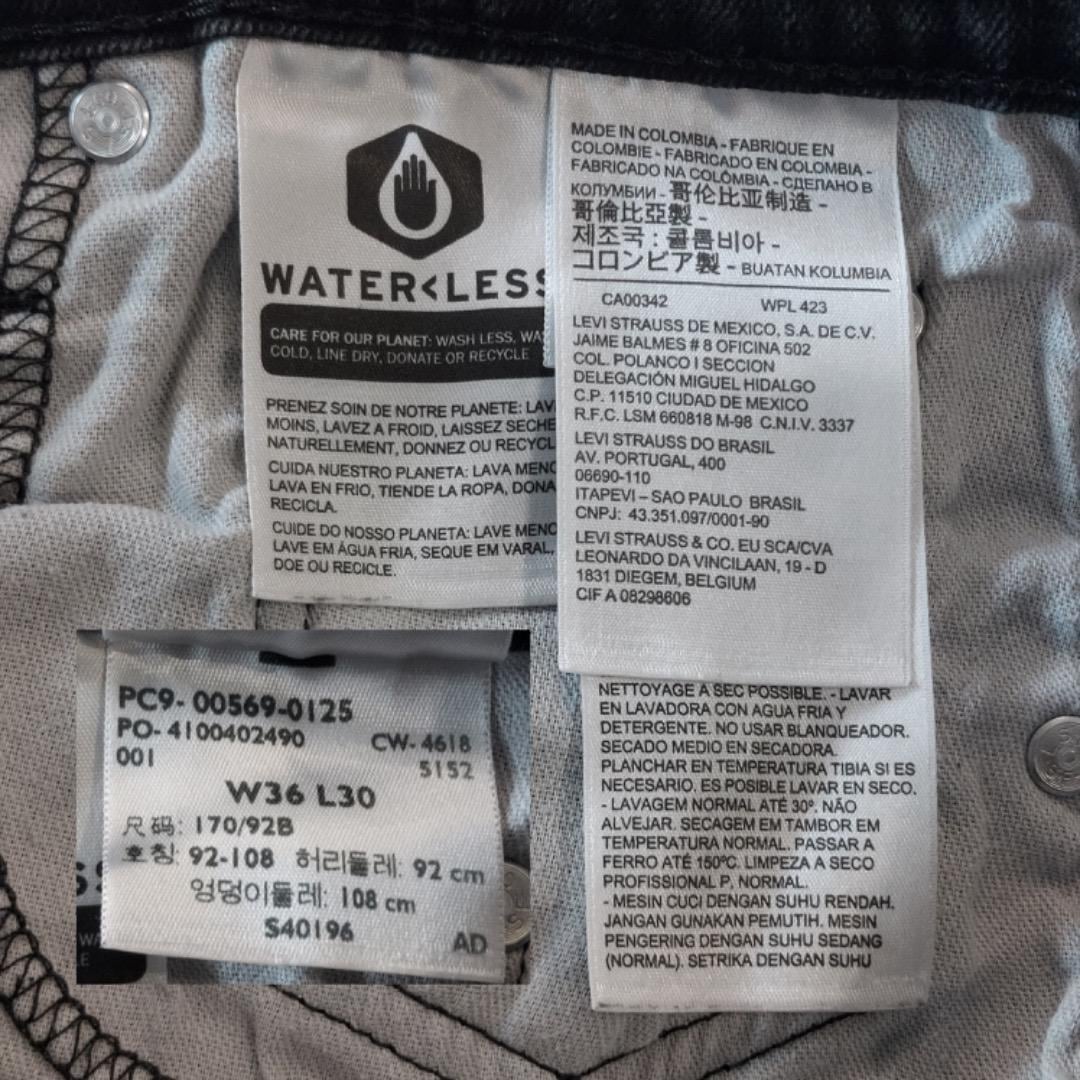 WATER<LESS
CARE FOR OUR PLANET: WASH LESS, WA
COLD, LINE DRY, DONATE OR RECYCLE
PRENEZ SOIN DE NOTRE PLANETE: LAV
MOINS, LAVEZ A FROID, LAISSEZ SECHE
NATURELLEMENT, DONNEZ OU RECYCL
CUIDA NUESTRO PLANETA: LAVA MENO
LAVA EN FRIO, TIENDE LA ROPA, DONA
RECICLA.
CUIDE DO NOSSO PLANETA: LAVE MENO
LAVE EM ÁGUA FRIA, SEQUE EM VARAL,
DOE OU RECICLE.
MADE IN COLOMBIA - FABRIQUE EN
COLOMBIE - FABRICADO EN COLOMBIA -
FABRICADO NA COLÔMBIA - СДЕЛАНО В
КОЛУМБИИ - 哥伦比亚制造 -
哥倫比亞製 -
제조국 : 콜롬비아 -
コロンビア製 - BUATAN KOLUMBIA
CA00342 WPL 423
LEVI STRAUSS DE MEXICO, S.A. DE C.V.
JAIME BALMES # 8 OFICINA 502
COL. POLANCO I SECCION
DELEGACIÓN MIGUEL HIDALGO
C.P. 11510 CIUDAD DE MEXICO
R.F.C. LSM 660818 M-98 C.N.I.V. 3337
LEVI STRAUSS DO BRASIL
AV. PORTUGAL, 400
06690-110
ITAPEVI – SAO PAULO BRASIL
CNPJ: 43.351.097/0001-90
LEVI STRAUSS & CO. EU SCA/CVA
LEONARDO DA VINCILAAN, 19 - D
1831 DIEGEM, BELGIUM
CIF A 08298606
NETTOYAGE A SEC POSSIBLE. - LAVAR
EN LAVADORA CON AGUA FRIA Y
DETERGENTE. NO USAR BLANQUEADOR.
SECADO MEDIO EN SECADORA.
PLANCHAR EN TEMPERATURA TIBIA SI ES
NECESARIO. ES POSIBLE LAVAR EN SECO.
- LAVAGEM NORMAL ATÉ 30º. NÃO
ALVEJAR. SECAGEM EM TAMBOR EM
TEMPERATURA NORMAL. PASSAR A
FERRO ATÉ 150ºC. LIMPEZA A SECO
PROFISSIONAL P, NORMAL.
- MESIN CUCI DENGAN SUHU RENDAH.
JANGAN GUNAKAN PEMUTIH. MESIN
PENGERING DENGAN SUHU SEDANG
(NORMAL). SETRIKA DENGAN SUHU
PC9- 00569-0125
PO- 4100402490 CW- 4618
001 5152
W36 L30
尺码: 170/92B
호칭: 92-108 허리둘레: 92 cm
엉덩이둘레: 108 cm
S40196 AD